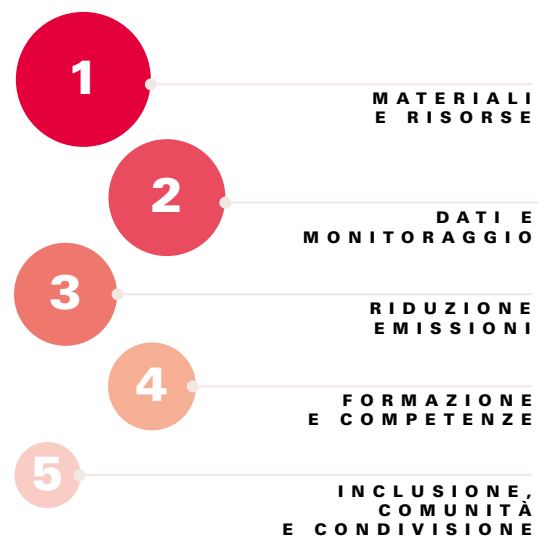 1
MATERIALI
E RISORSE
2
DATI E
MONITORAGGIO
3
RIDUZIONE
EMISSIONI
4
FORMAZIONE
E COMPETENZE
5
INCLUSIONE,
COMUNITÀ
E CONDIVISIONE